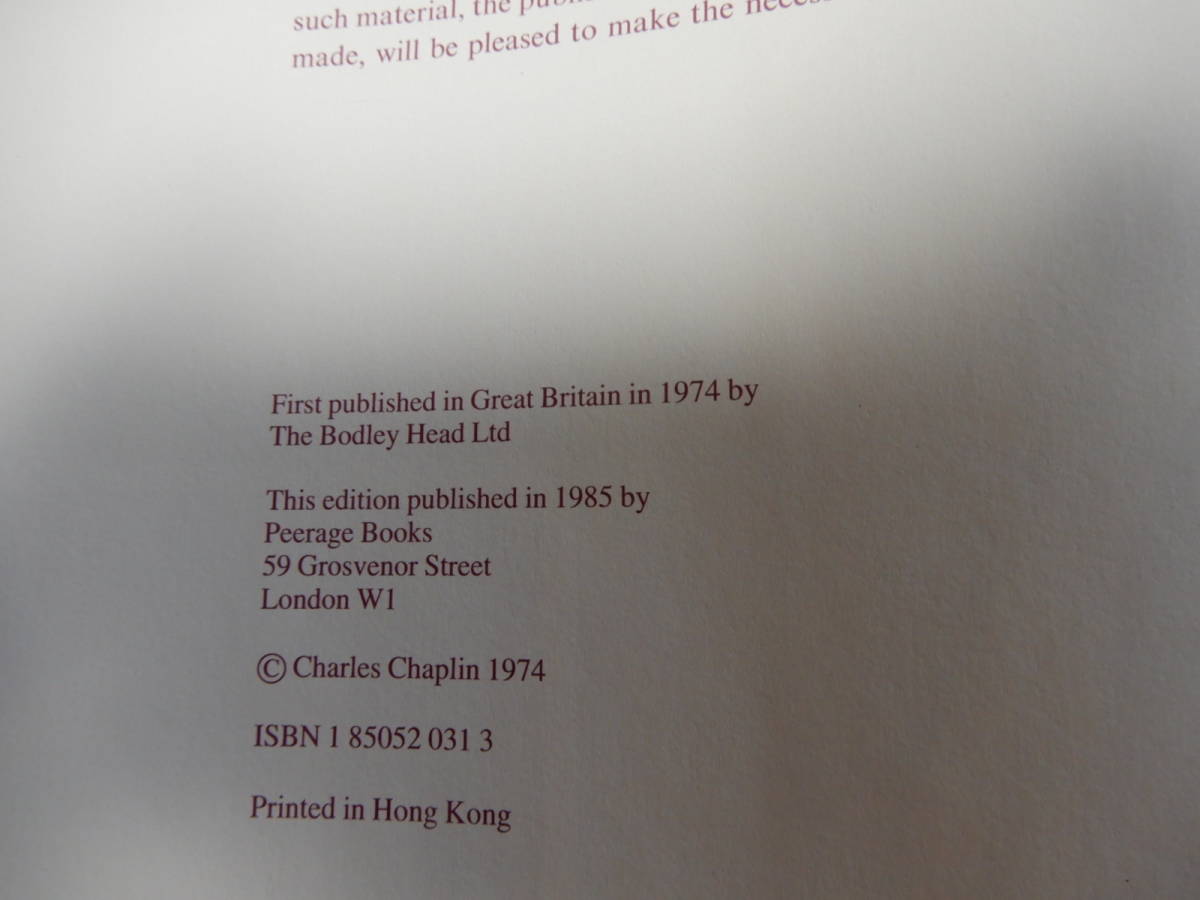 such material, the
made, will be pleased to make the
First published in Great Britain in 1974 by
The Bodley Head Ltd
This edition published in 1985 by
Peerage Books
59 Grosvenor Street
London W1
© Charles Chaplin 1974
ISBN 1 85052 031 3
Printed in Hong Kong